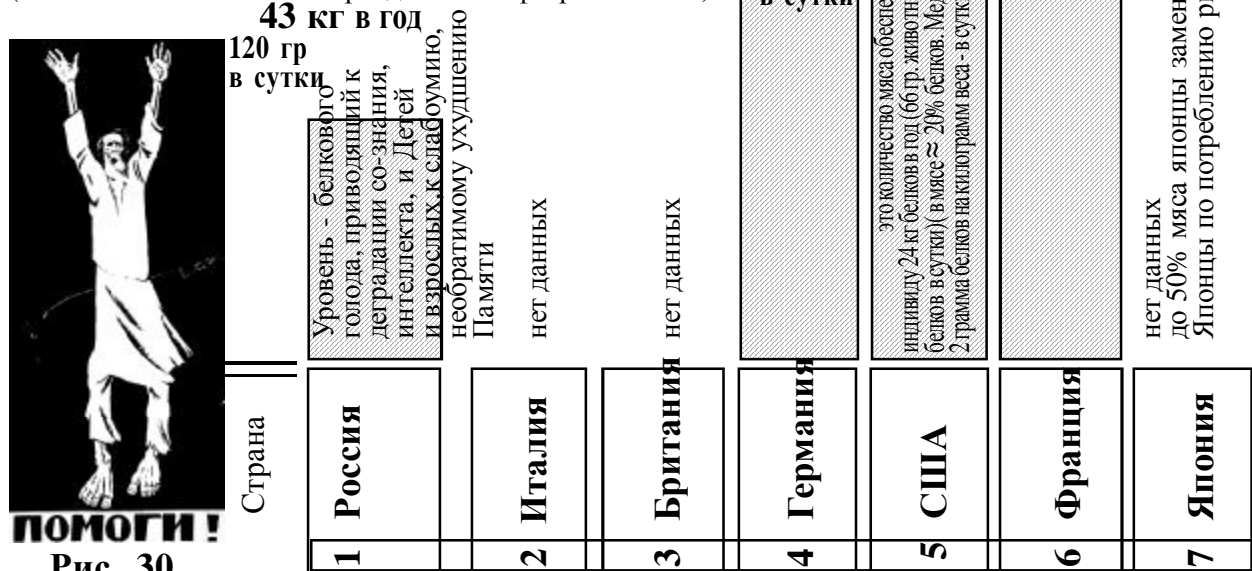 43 кг в год
в сутки
120 гр
в сутки
Уровень - белкового
голода, приводящий к
деградации со-знания,
интеллекта, и Детей
и взрослых,к слабоумию,
необратимому ухудшению
Памяти
нет данных
нет данных
это количество мяса обеспе
индивиду 24 кг белков в год (66 гр. животн
белков в сутки)( в мясе ≈ 20% белков. Мед
2 грамма белков на килограмм веса - в сутк
нет данных
до 50% мяса японцы замен
Японцы по потреблению р
Страна
1 Россия
2 Италия
3 Британия
4 Германия
5 США
6 Франция
7 Япония
ПОМОГИ !
Рис. 30